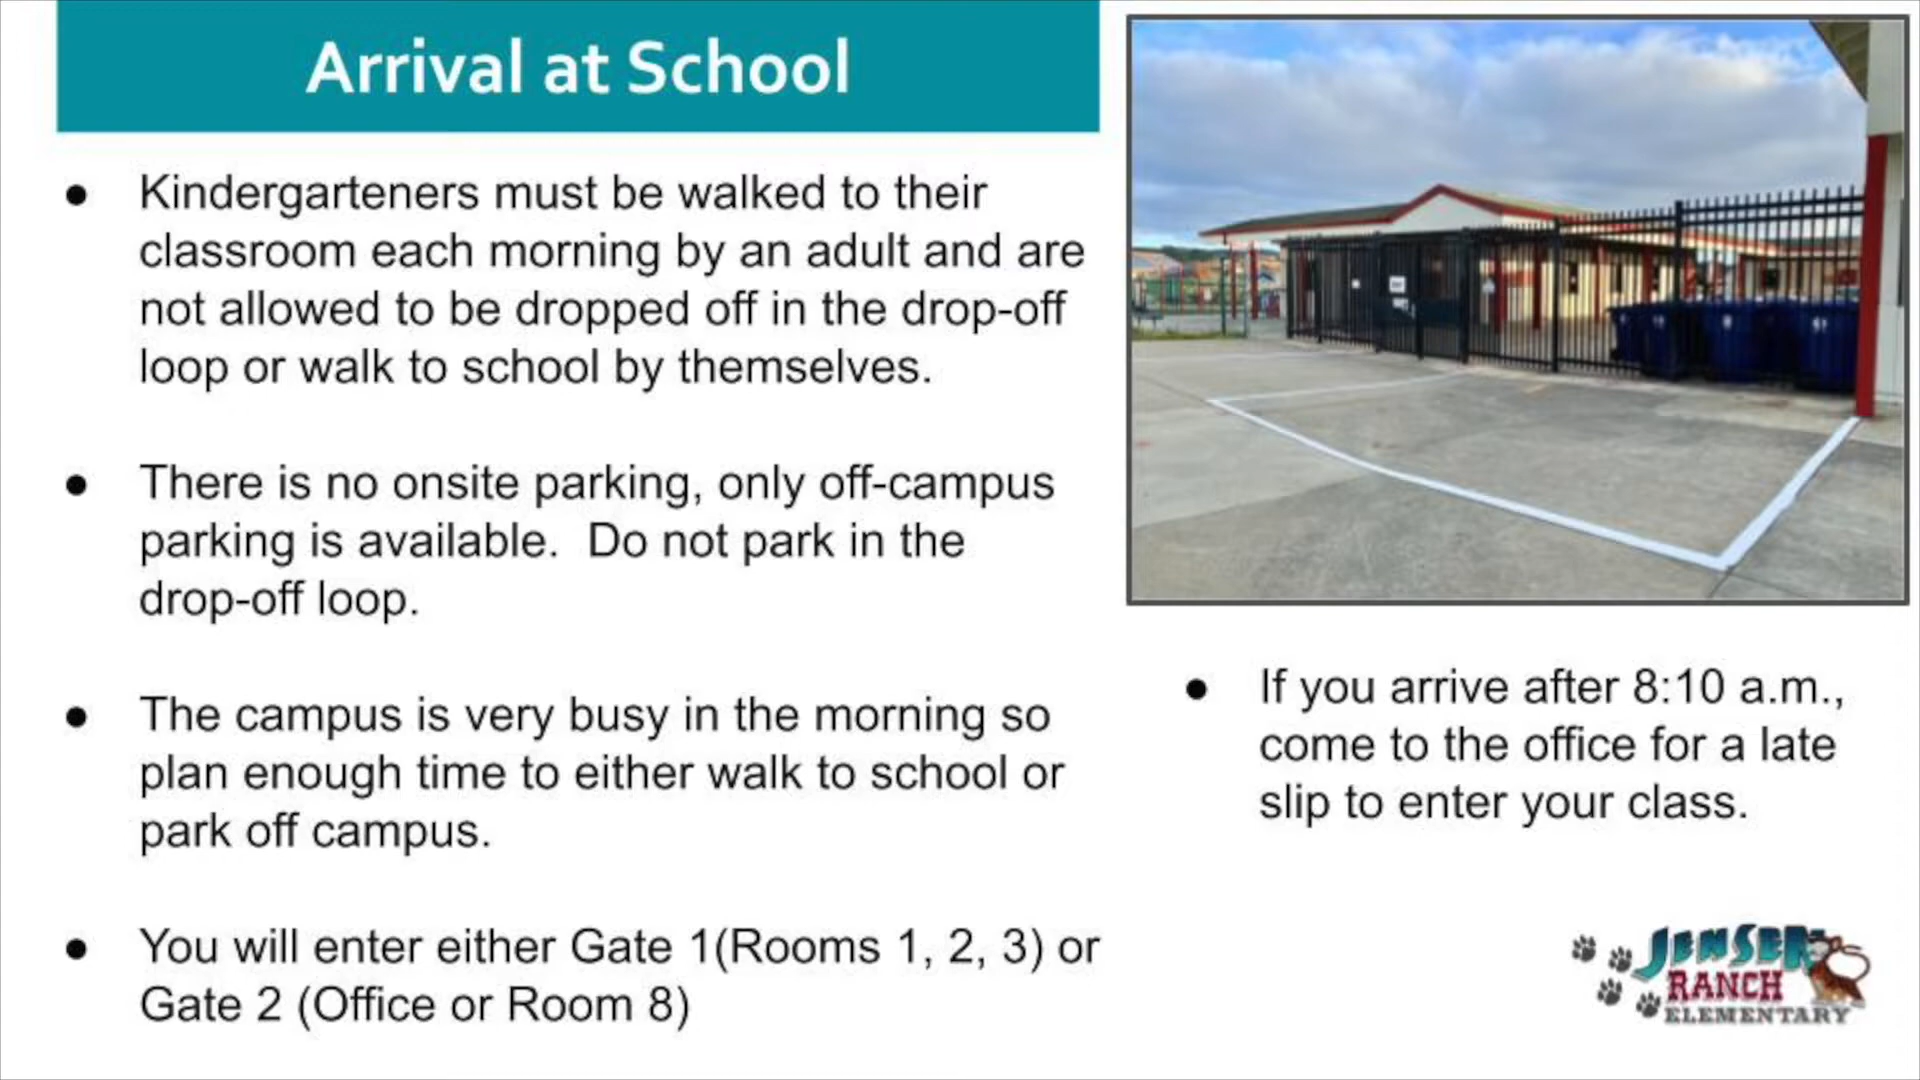 Arrival at School
● Kindergarteners must be walked to their
classroom each morning by an adult and are
not allowed to be dropped off in the drop-off
loop or walk to school by themselves.
● There is no onsite parking, only off-campus
parking is available.  Do not park in the
drop-off loop.
● The campus is very busy in the morning so
plan enough time to either walk to school or
park off campus.
● You will enter either Gate 1(Rooms 1, 2, 3) or
Gate 2 (Office or Room 8)
● If you arrive after 8:10 a.m.,
come to the office for a late
slip to enter your class.
JENSEN
RANCH
ELEMENTARY